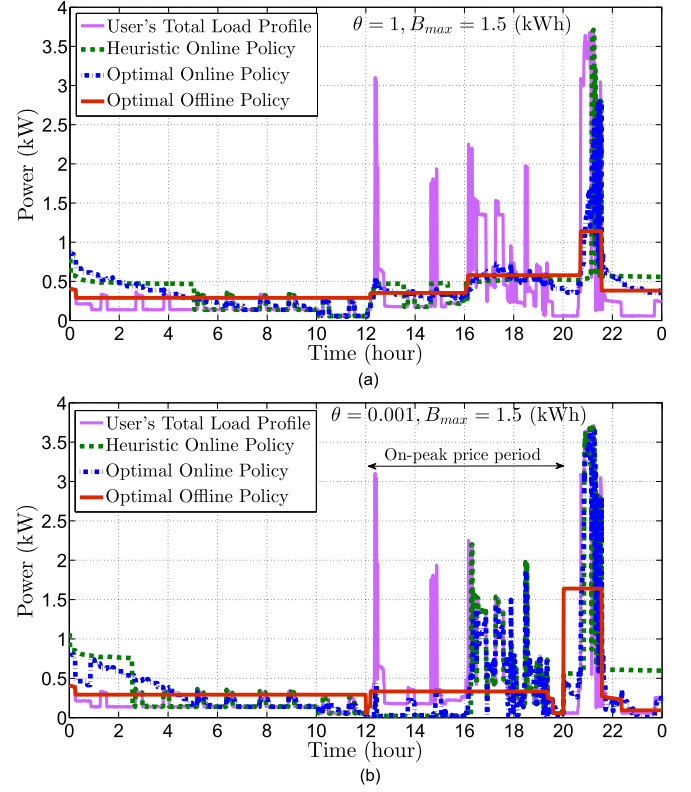 θ = 1, B_max = 1.5 (kWh)
User's Total Load Profile
Heuristic Online Policy
Optimal Online Policy
Optimal Offline Policy
Power (kW)
4
3.5
3
2.5
2
1.5
1
0.5
0
0 2 4 6 8 10 12 14 16 18 20 22 0
Time (hour)
(a)
θ = 0.001, B_max = 1.5 (kWh)
User's Total Load Profile
Heuristic Online Policy
Optimal Online Policy
Optimal Offline Policy
On-peak price period
Power (kW)
4
3.5
3
2.5
2
1.5
1
0.5
0
0 2 4 6 8 10 12 14 16 18 20 22 0
Time (hour)
(b)